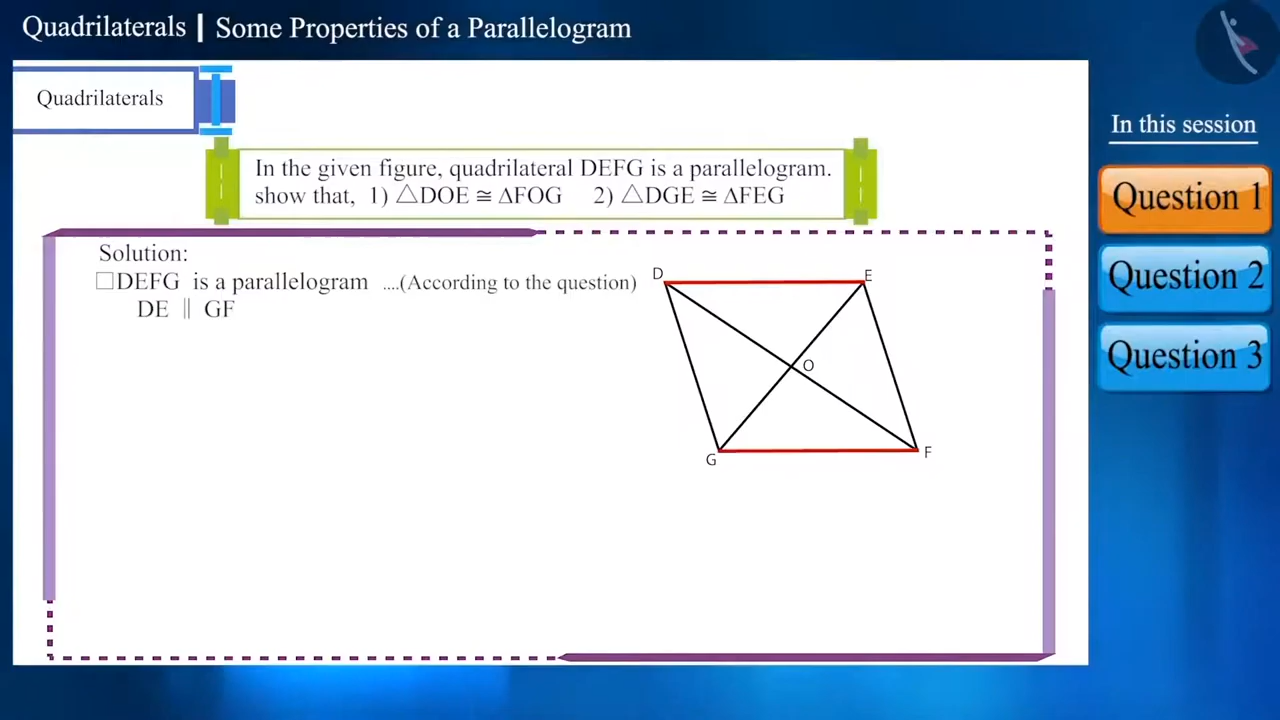 Quadrilaterals | Some Properties of a Parallelogram
Quadrilaterals
In the given figure, quadrilateral DEFG is a parallelogram.
show that, 1) △DOE ≅ ΔFOG 2) △DGE ≅ ΔFEG
Solution:
□DEFG is a parallelogram ....(According to the question)
DE || GF
D
E
O
G
F
In this session
Question 1
Question 2
Question 3